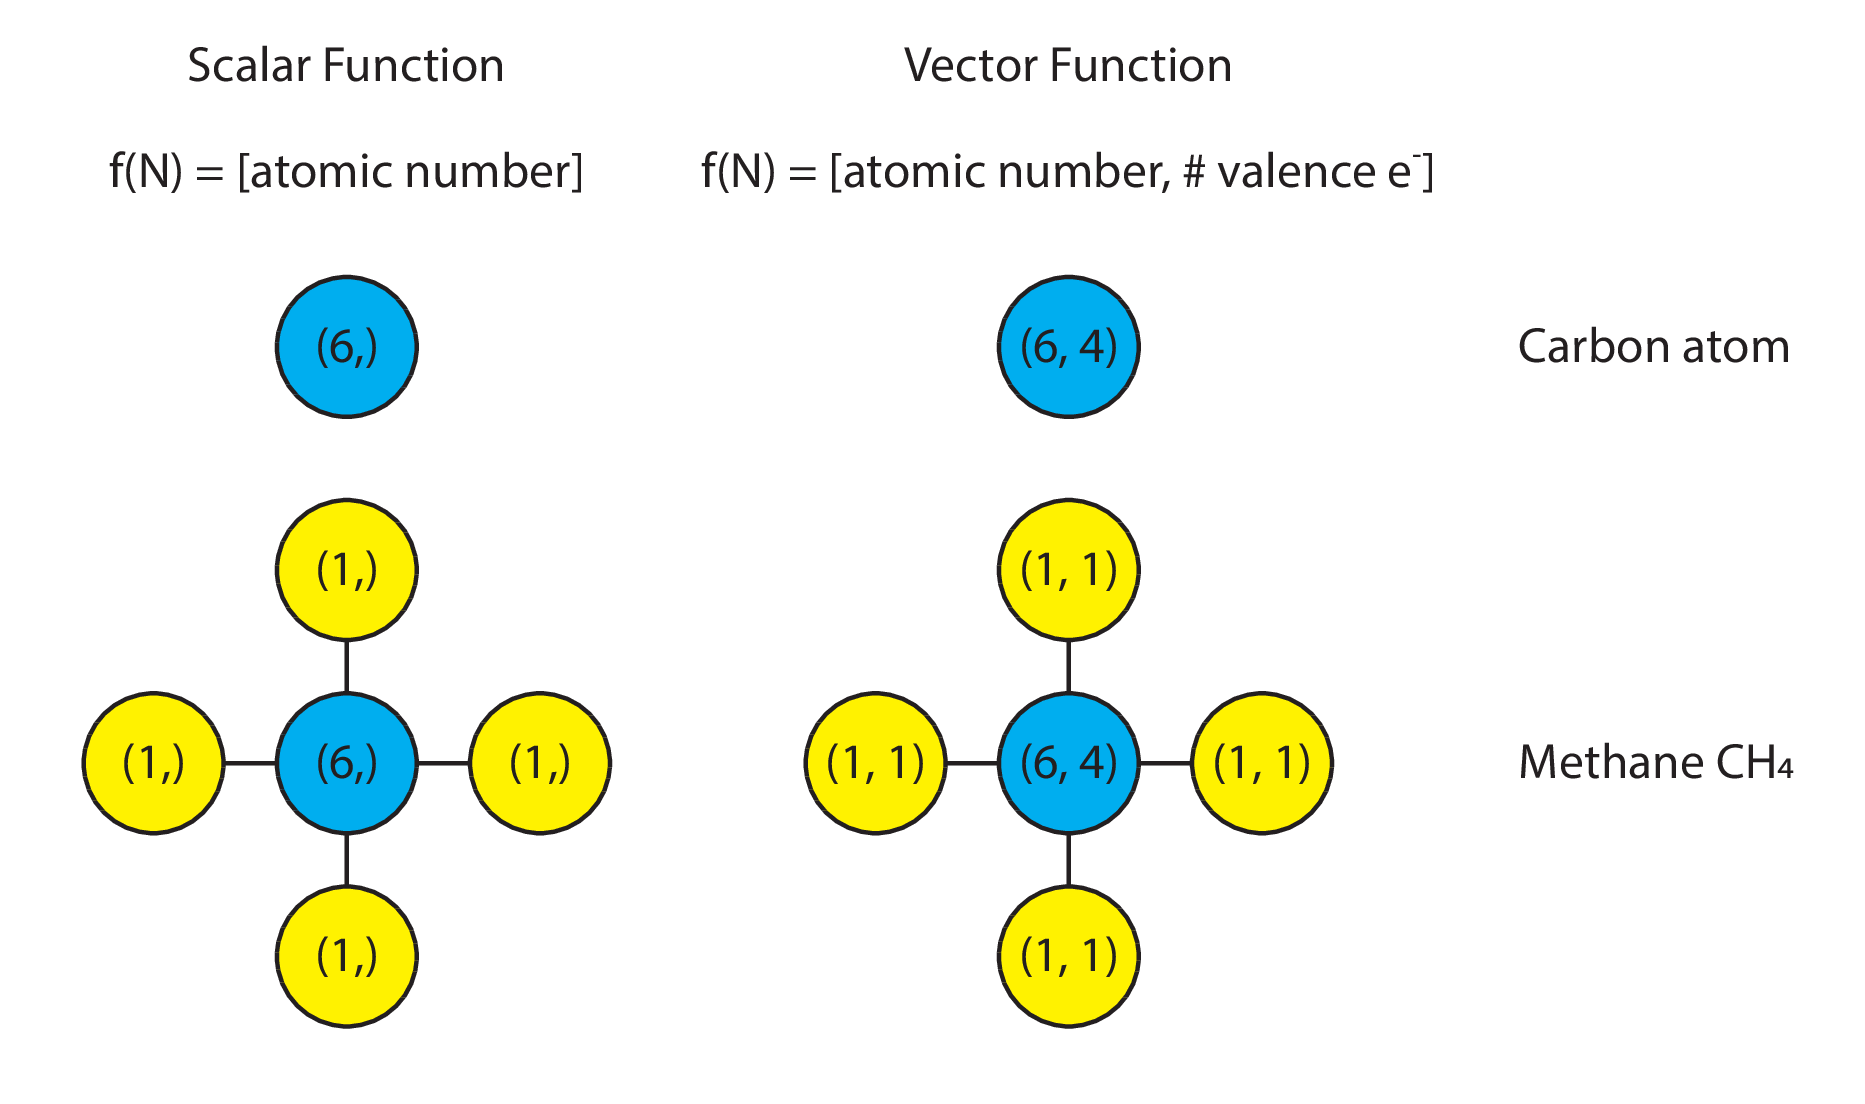 Scalar Function
Vector Function
f(N) = [atomic number]
f(N) = [atomic number, # valence e⁻]
(6,)
(6, 4)
Carbon atom
(1,)
(1, 1)
(1,)
(6,)
(1,)
(1, 1)
(6, 4)
(1, 1)
Methane CH₄
(1,)
(1, 1)